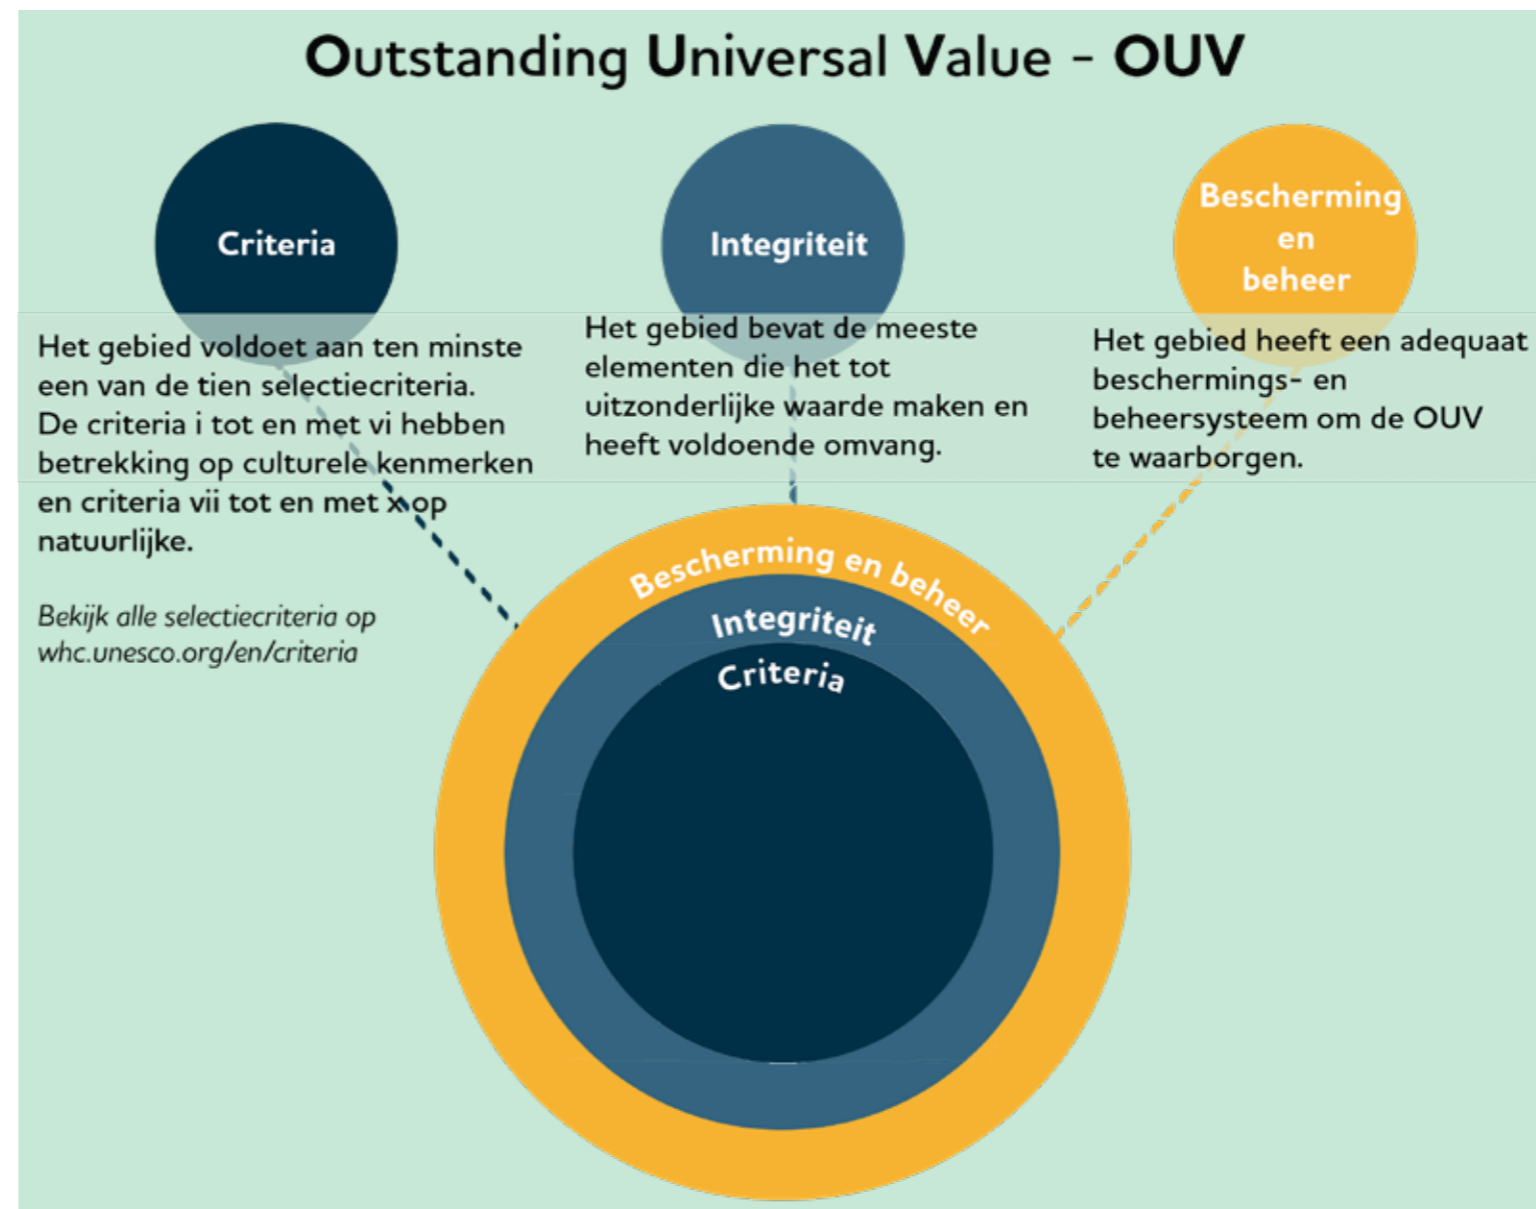 Outstanding Universal Value - OUV
Criteria
Het gebied voldoet aan ten minste
een van de tien selectiecriteria.
De criteria i tot en met vi hebben
betrekking op culturele kenmerken
en criteria vii tot en met x op
natuurlijke.
Bekijk alle selectiecriteria op
whc.unesco.org/en/criteria
Integriteit
Het gebied bevat de meeste
elementen die het tot
uitzonderlijke waarde maken en
heeft voldoende omvang.
Bescherming
en
beheer
Het gebied heeft een adequaat
beschermings- en
beheersysteem om de OUV
te waarborgen.
Bescherming en beheer
Integriteit
Criteria